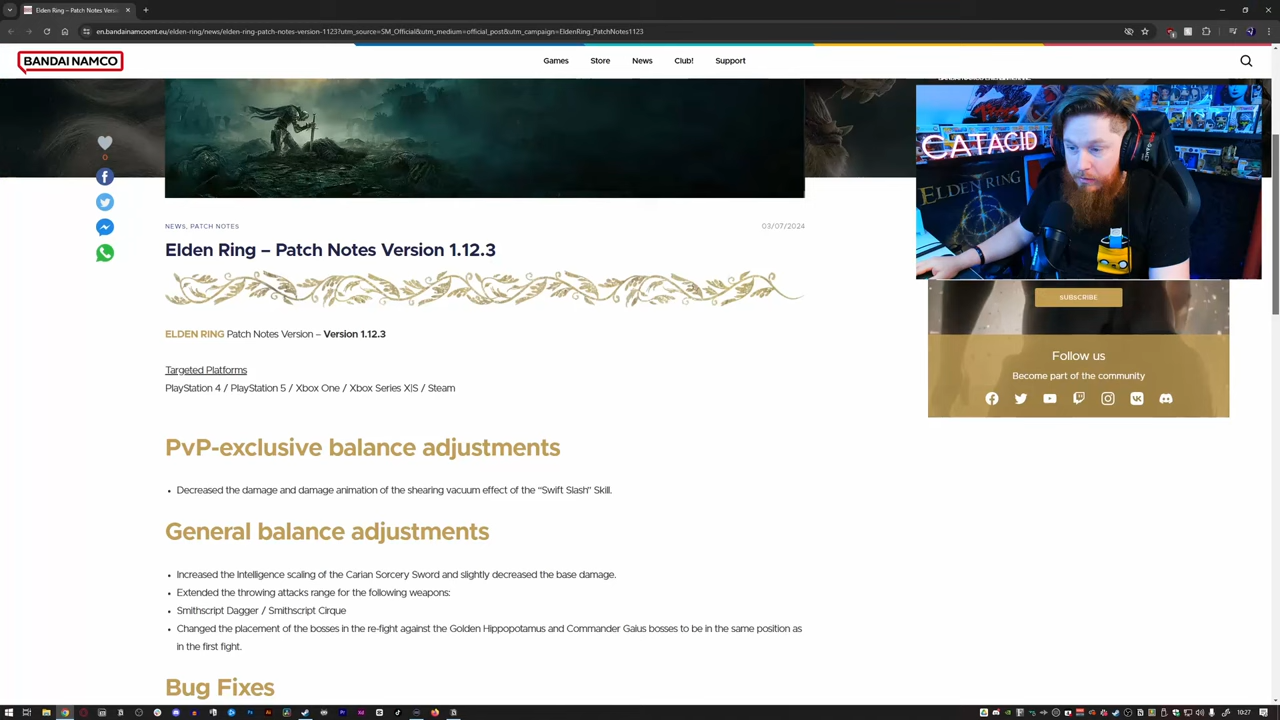 Elden Ring – Patch Notes Versi
en.bandainamcoent.eu/elden-ring/news/elden-ring-patch-notes-version-1123?utm_source=SM_Official&utm_medium=official_post&utm_campaign=EldenRing_PatchNotes1123
BANDAI NAMCO
Games Store News Club! Support
0
CATACID
ELDEN RING
NEWS, PATCH NOTES
03/07/2024
Elden Ring – Patch Notes Version 1.12.3
SUBSCRIBE
ELDEN RING Patch Notes Version – Version 1.12.3
Follow us
Become part of the community
Targeted Platforms
PlayStation 4 / PlayStation 5 / Xbox One / Xbox Series X|S / Steam
PvP-exclusive balance adjustments
• Decreased the damage and damage animation of the shearing vacuum effect of the “Swift Slash” Skill.
General balance adjustments
• Increased the Intelligence scaling of the Carian Sorcery Sword and slightly decreased the base damage.
• Extended the throwing attacks range for the following weapons:
• Smithscript Dagger / Smithscript Cirque
• Changed the placement of the bosses in the re-fight against the Golden Hippopotamus and Commander Gaius bosses to be in the same position as
in the first fight.
Bug Fixes
10:27